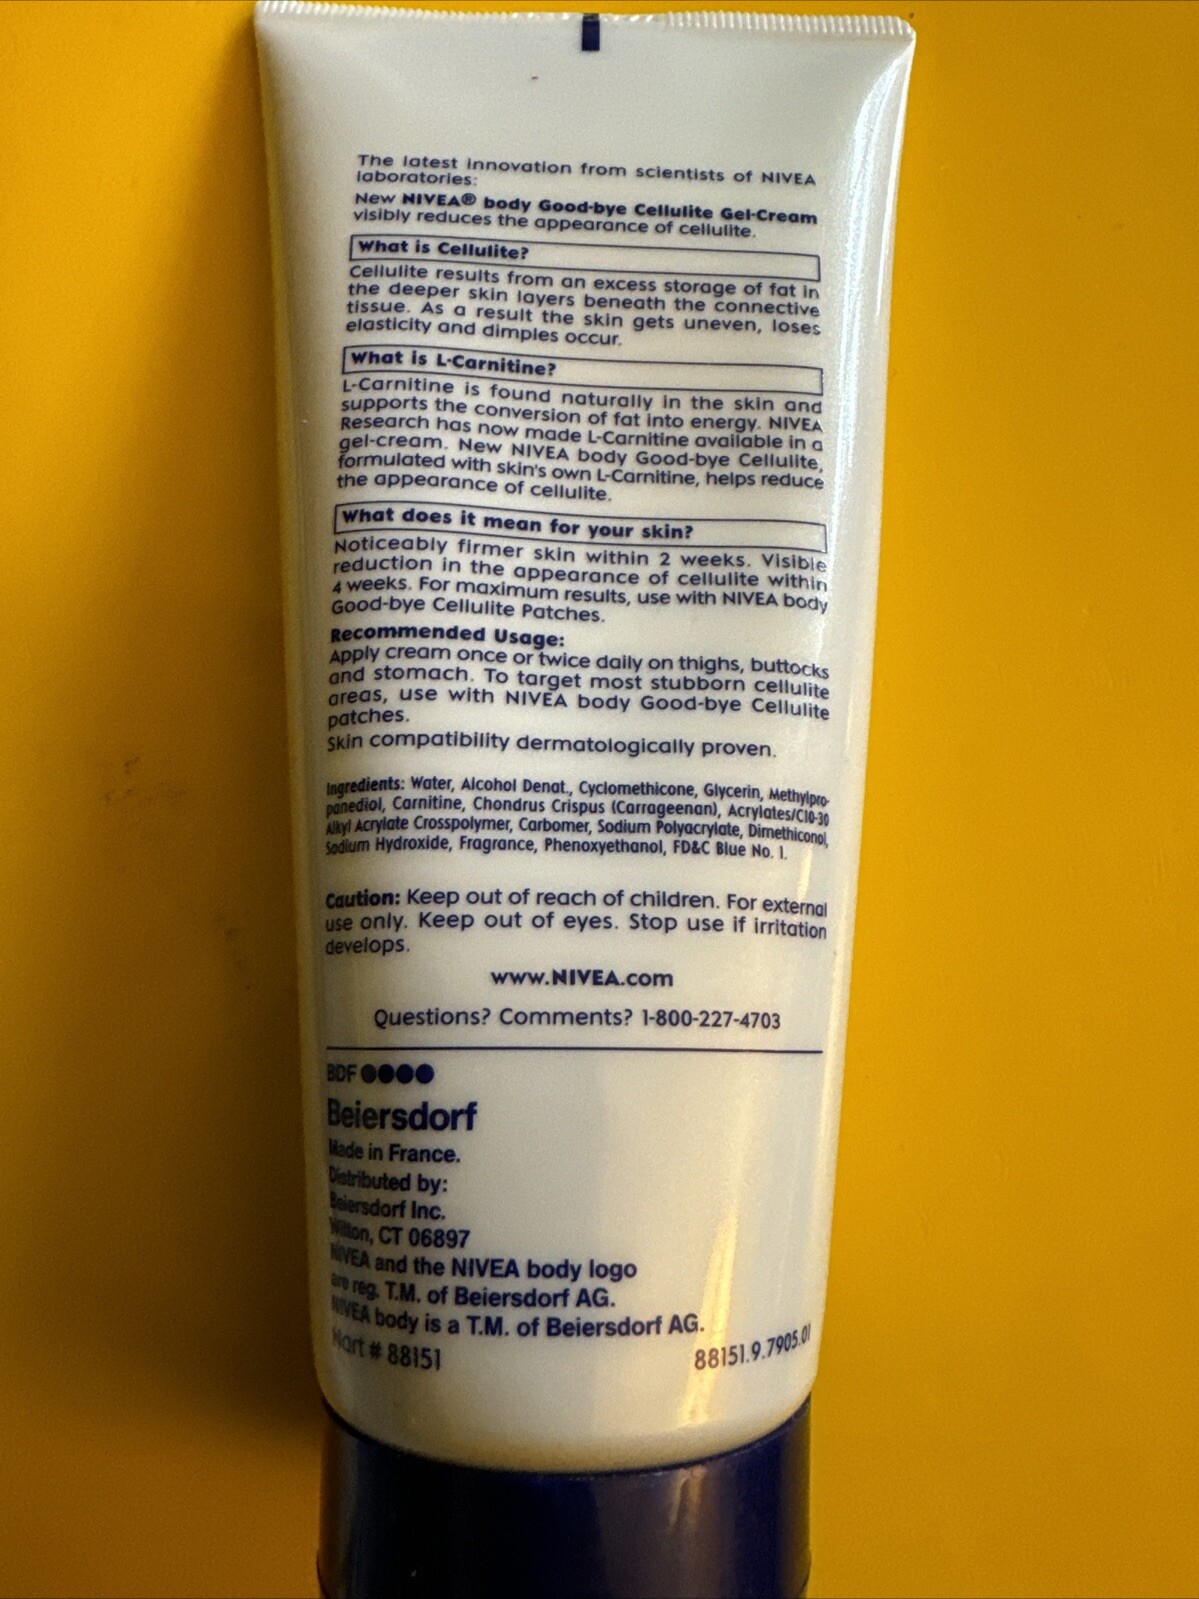 The latest innovation from scientists of NIVEA
laboratories:
New NIVEA® body Good-bye Cellulite Gel-Cream
visibly reduces the appearance of cellulite.
What is Cellulite?
Cellulite results from an excess storage of fat in
the deeper skin layers beneath the connective
tissue. As a result the skin gets uneven, loses
elasticity and dimples occur.
What is L-Carnitine?
L-Carnitine is found naturally in the skin and
supports the conversion of fat into energy. NIVEA
Research has now made L-Carnitine available in a
gel-cream. New NIVEA body Good-bye Cellulite,
formulated with skin's own L-Carnitine, helps reduce
the appearance of cellulite.
What does it mean for your skin?
Noticeably firmer skin within 2 weeks. Visible
reduction in the appearance of cellulite within
4 weeks. For maximum results, use with NIVEA body
Good-bye Cellulite Patches.
Recommended Usage:
Apply cream once or twice daily on thighs, buttocks
and stomach. To target most stubborn cellulite
areas, use with NIVEA body Good-bye Cellulite
patches.
Skin compatibility dermatologically proven.
Ingredients: Water, Alcohol Denat., Cyclomethicone, Glycerin, Methylpro-
panediol, Carnitine, Chondrus Crispus (Carrageenan), Acrylates/C10-30
Alkyl Acrylate Crosspolymer, Carbomer, Sodium Polyacrylate, Dimethiconol,
Sodium Hydroxide, Fragrance, Phenoxyethanol, FD&C Blue No. 1.
Caution: Keep out of reach of children. For external
use only. Keep out of eyes. Stop use if irritation
develops.
www.NIVEA.com
Questions? Comments? 1-800-227-4703
BDF
Beiersdorf
Made in France.
Distributed by:
Beiersdorf Inc.
Wilton, CT 06897
NIVEA and the NIVEA body logo
are reg. T.M. of Beiersdorf AG.
NIVEA body is a T.M. of Beiersdorf AG.
Nart # 88151
88151.9.7905.01